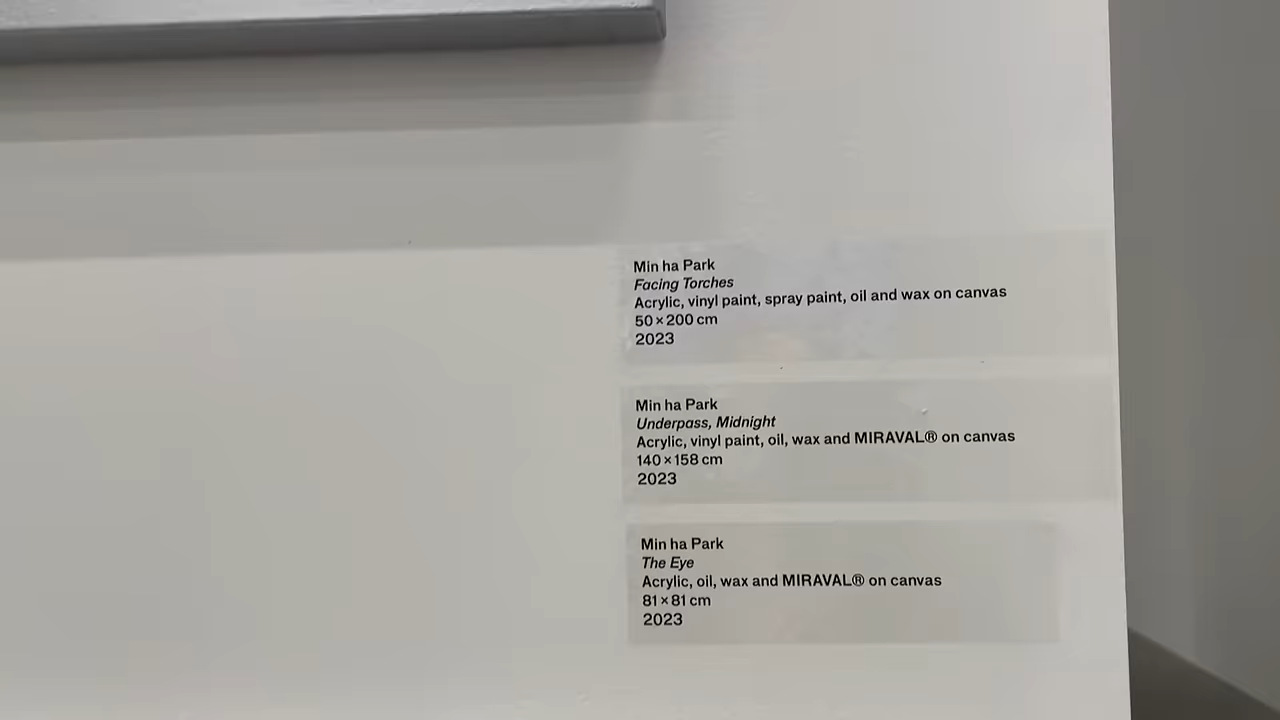 Min ha Park
Facing Torches
Acrylic, vinyl paint, spray paint, oil and wax on canvas
50 × 200 cm
2023
Min ha Park
Underpass, Midnight
Acrylic, vinyl paint, oil, wax and MIRAVAL® on canvas
140 × 158 cm
2023
Min ha Park
The Eye
Acrylic, oil, wax and MIRAVAL® on canvas
81 × 81 cm
2023